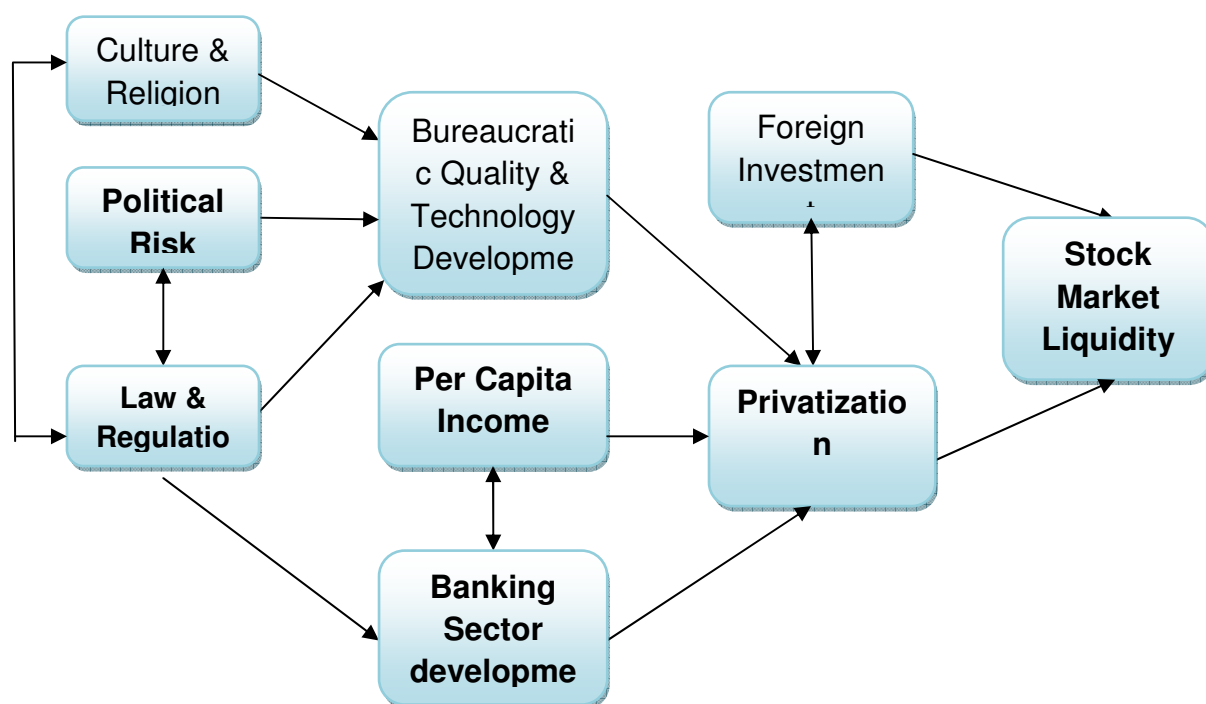 Culture &
Religion
Political
Risk
Law &
Regulatio
Bureaucrati
c Quality &
Technology
Developme
Per Capita
Income
Banking
Sector
developme
Foreign
Investmen
Privatizatio
n
Stock
Market
Liquidity